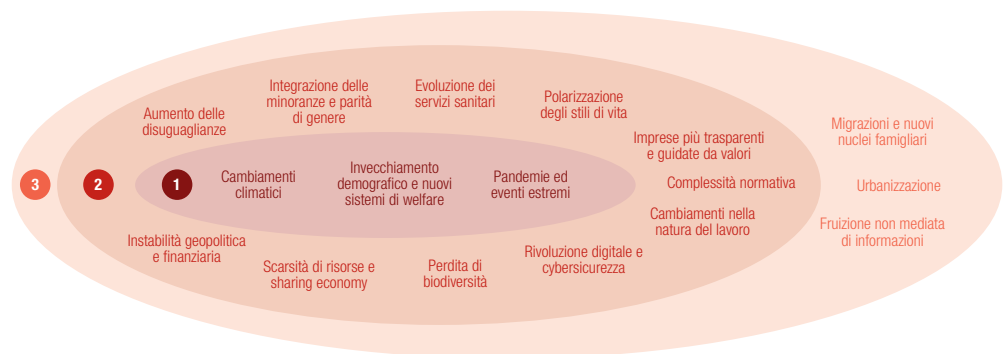 Integrazione delle
minoranze e parità
di genere
Evoluzione dei
servizi sanitari
Polarizzazione
degli stili di vita
Aumento delle
disuguaglianze
Imprese più trasparenti
e guidate da valori
Migrazioni e nuovi
nuclei famigliari
3
2
1
Cambiamenti
climatici
Invecchiamento
demografico e nuovi
sistemi di welfare
Pandemie ed
eventi estremi
Complessità normativa
Urbanizzazione
Cambiamenti nella
natura del lavoro
Fruizione non mediata
di informazioni
Instabilità geopolitica
e finanziaria
Scarsità di risorse e
sharing economy
Perdita di
biodiversità
Rivoluzione digitale e
cybersicurezza